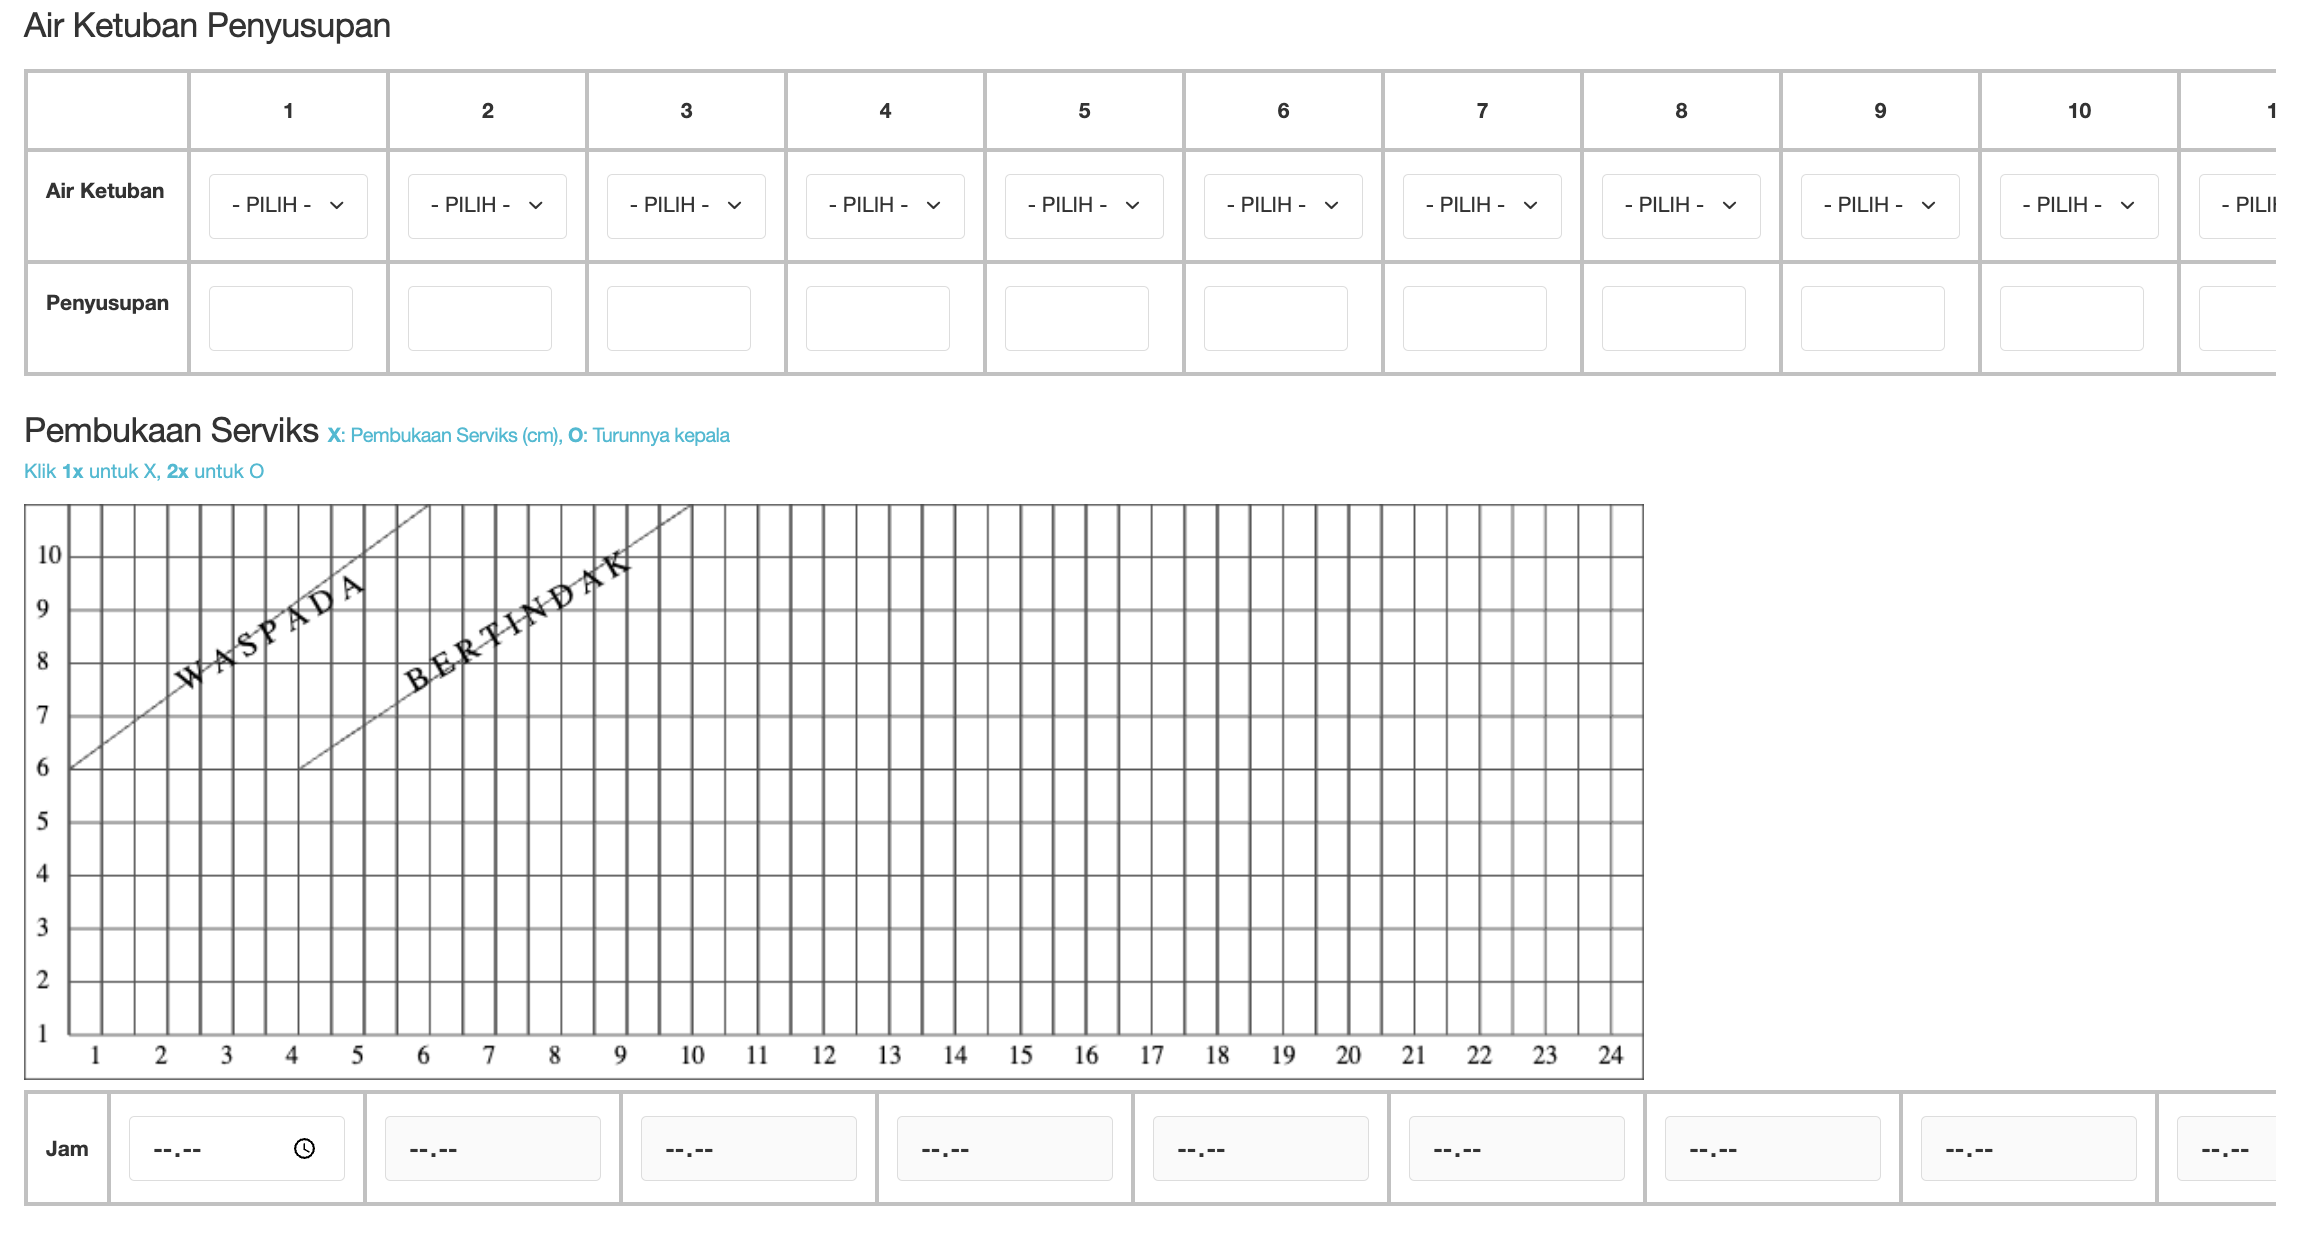 Air Ketuban Penyusupan
1 2 3 4 5 6 7 8 9 10 1
Air Ketuban - PILIH - - PILIH - - PILIH - - PILIH - - PILIH - - PILIH - - PILIH - - PILIH - - PILIH - - PILIH - - PILI
Penyusupan
Pembukaan Serviks X: Pembukaan Serviks (cm), O: Turunnya kepala
Klik 1x untuk X, 2x untuk O
10
9
8
7
6
5
4
3
2
1
WASPADA
BERTINDAK
1 2 3 4 5 6 7 8 9 10 11 12 13 14 15 16 17 18 19 20 21 22 23 24
Jam --.-- --.-- --.-- --.-- --.-- --.-- --.-- --.-- --.--